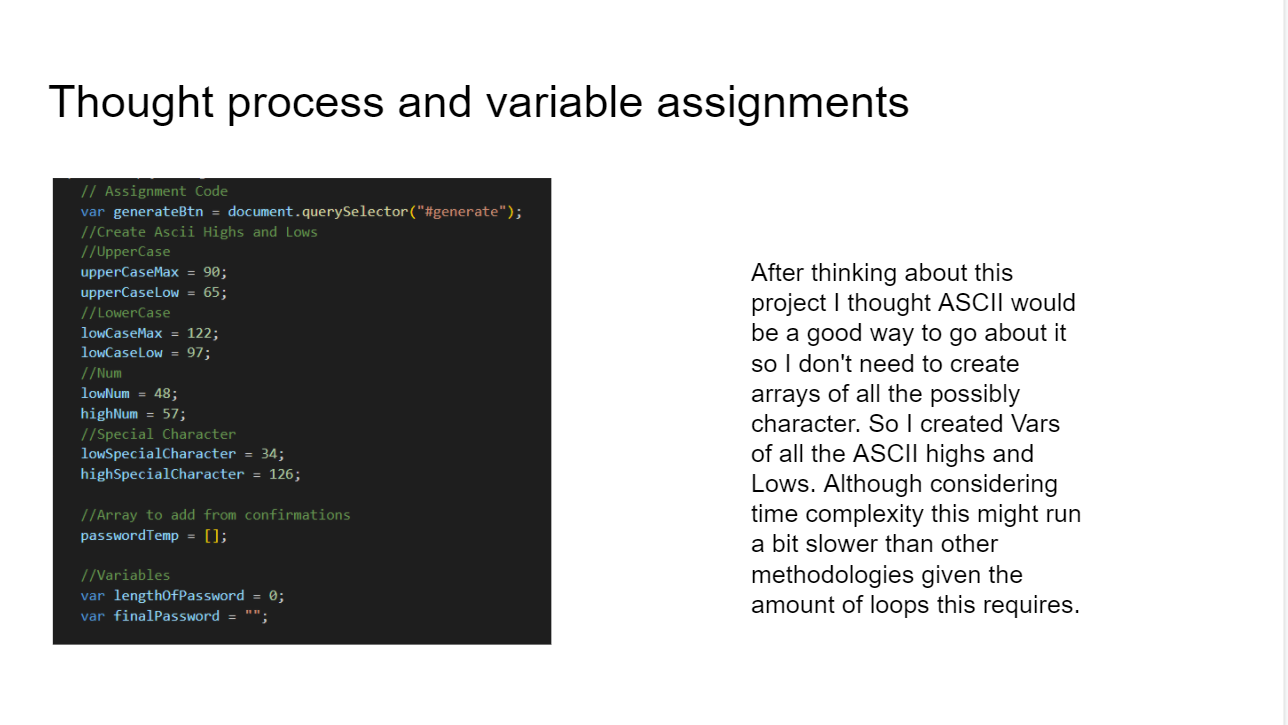 Thought process and variable assignments
// Assignment Code
var generateBtn = document.querySelector("#generate");
//Create Ascii Highs and Lows
//UpperCase
upperCaseMax = 90;
upperCaseLow = 65;
//LowerCase
lowCaseMax = 122;
lowCaseLow = 97;
//Num
lowNum = 48;
highNum = 57;
//Special Character
lowSpecialCharacter = 34;
highSpecialCharacter = 126;
//Array to add from confirmations
passwordTemp = [];
//Variables
var lengthOfPassword = 0;
var finalPassword = "";
After thinking about this
project I thought ASCII would
be a good way to go about it
so I don't need to create
arrays of all the possibly
character. So I created Vars
of all the ASCII highs and
Lows. Although considering
time complexity this might run
a bit slower than other
methodologies given the
amount of loops this requires.